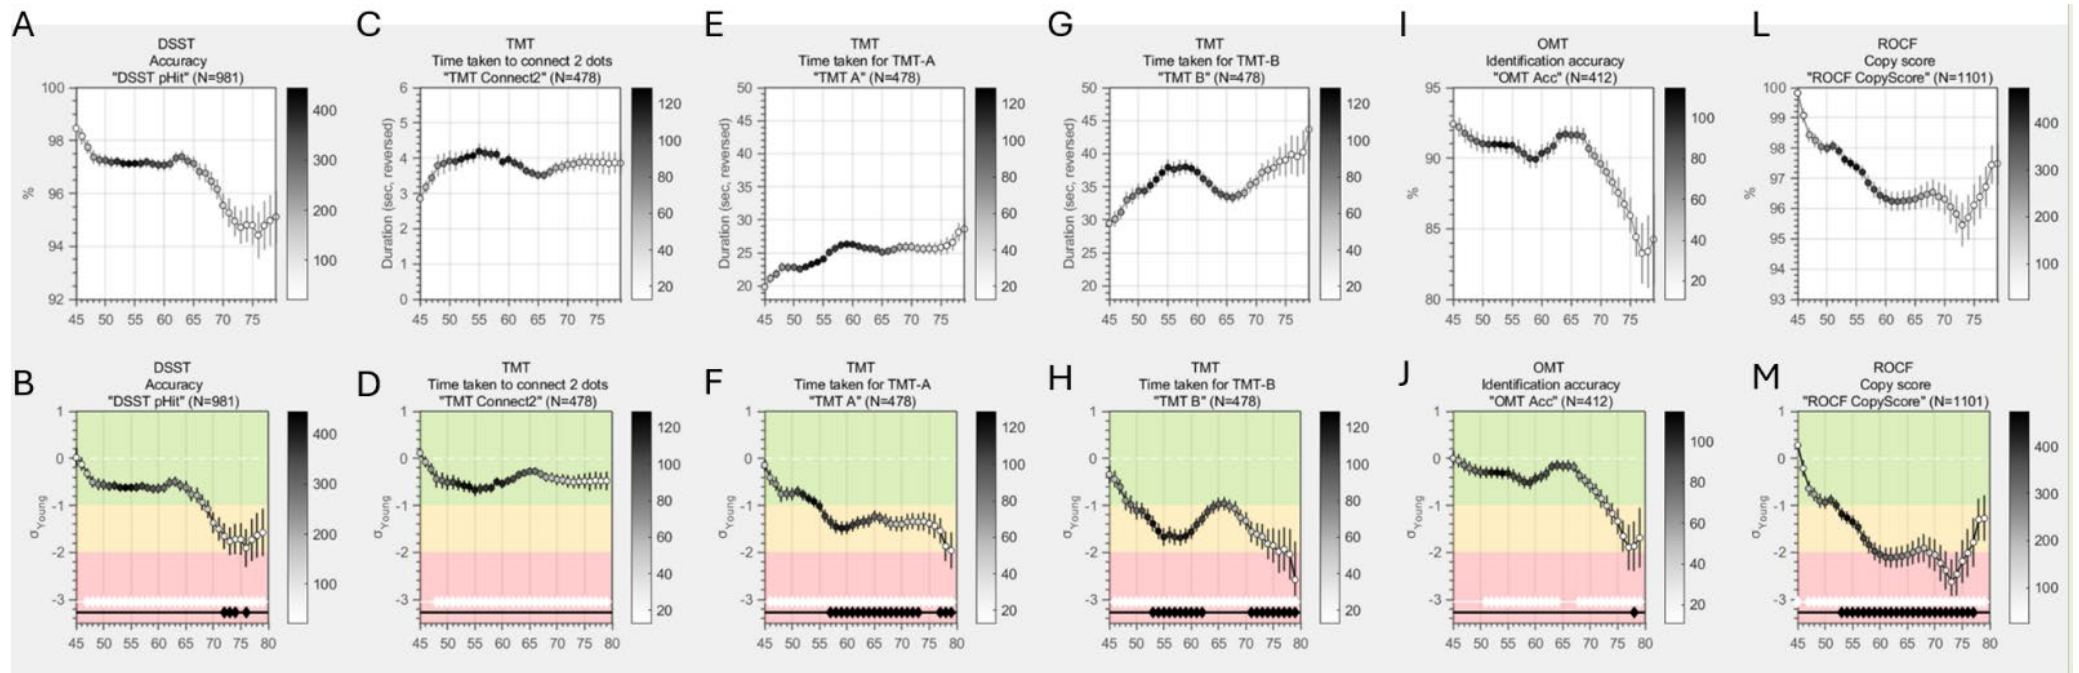 A
DSST
Accuracy
"DSST pHit" (N=981)
%
100
98
96
94
92
45 50 55 60 65 70 75
400
300
200
100
C
TMT
Time taken to connect 2 dots
"TMT Connect2" (N=478)
Duration (sec, reversed)
6
5
4
3
2
1
0
45 50 55 60 65 70 75
120
100
80
60
40
20
E
TMT
Time taken for TMT-A
"TMT A" (N=478)
Duration (sec, reversed)
50
45
40
35
30
25
20
45 50 55 60 65 70 75
120
100
80
60
40
20
G
TMT
Time taken for TMT-B
"TMT B" (N=478)
Duration (sec, reversed)
50
45
40
35
30
25
20
45 50 55 60 65 70 75
120
100
80
60
40
20
I
OMT
Identification accuracy
"OMT Acc" (N=412)
%
95
90
85
80
45 50 55 60 65 70 75
100
80
60
40
20
L
ROCF
Copy score
"ROCF CopyScore" (N=1101)
%
100
99
98
97
96
95
94
93
45 50 55 60 65 70 75
400
300
200
100
B
DSST
Accuracy
"DSST pHit" (N=981)
σYoung
1
0
-1
-2
-3
45 50 55 60 65 70 75 80
400
300
200
100
D
TMT
Time taken to connect 2 dots
"TMT Connect2" (N=478)
σYoung
1
0
-1
-2
-3
45 50 55 60 65 70 75 80
120
100
80
60
40
20
F
TMT
Time taken for TMT-A
"TMT A" (N=478)
σYoung
1
0
-1
-2
-3
45 50 55 60 65 70 75 80
120
100
80
60
40
20
H
TMT
Time taken for TMT-B
"TMT B" (N=478)
σYoung
1
0
-1
-2
-3
45 50 55 60 65 70 75 80
120
100
80
60
40
20
J
OMT
Identification accuracy
"OMT Acc" (N=412)
σYoung
1
0
-1
-2
-3
45 50 55 60 65 70 75 80
100
80
60
40
20
M
ROCF
Copy score
"ROCF CopyScore" (N=1101)
σYoung
1
0
-1
-2
-3
45 50 55 60 65 70 75 80
400
300
200
100